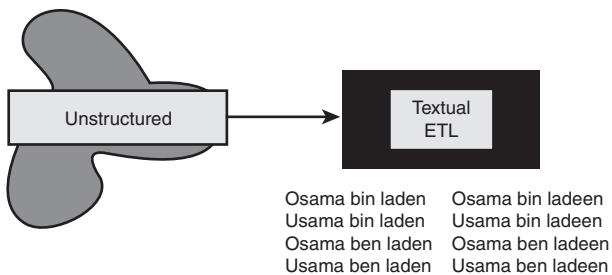 Unstructured
Textual
ETL
Osama bin laden Osama bin ladeen
Usama bin laden Usama bin ladeen
Osama ben laden Osama ben ladeen
Usama ben laden Usama ben ladeen